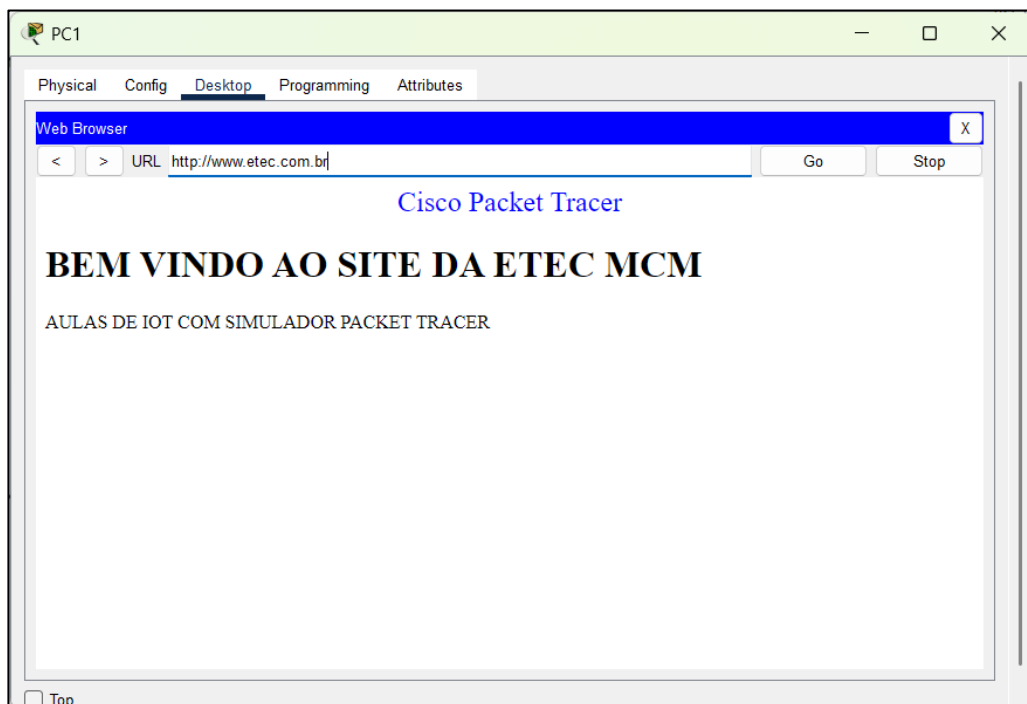 PC1
Physical Config Desktop Programming Attributes
Web Browser X
< > URL http://www.etec.com.br Go Stop
Cisco Packet Tracer
BEM VINDO AO SITE DA ETEC MCM
AULAS DE IOT COM SIMULADOR PACKET TRACER
Top